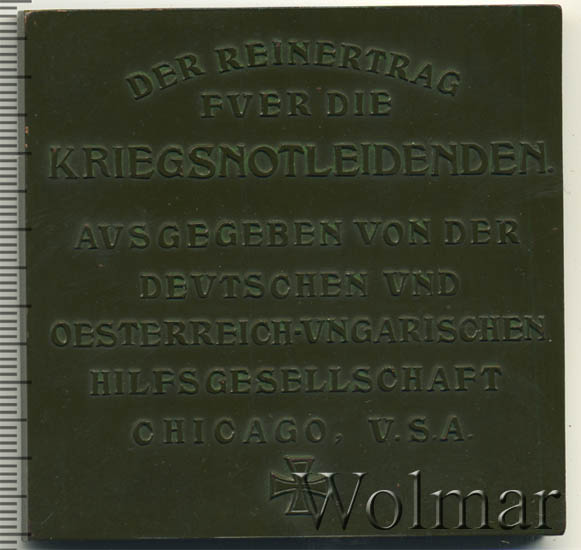 DER REINERTRAG
FVER DIE
KRIEGSNOTLEIDENDEN.
AVSGEGEBEN VON DER
DEVTSCHEN VND
OESTERREICH-VNGARISCHEN
HILFSGESELLSCHAFT
CHICAGO, V.S.A.
Wolmar